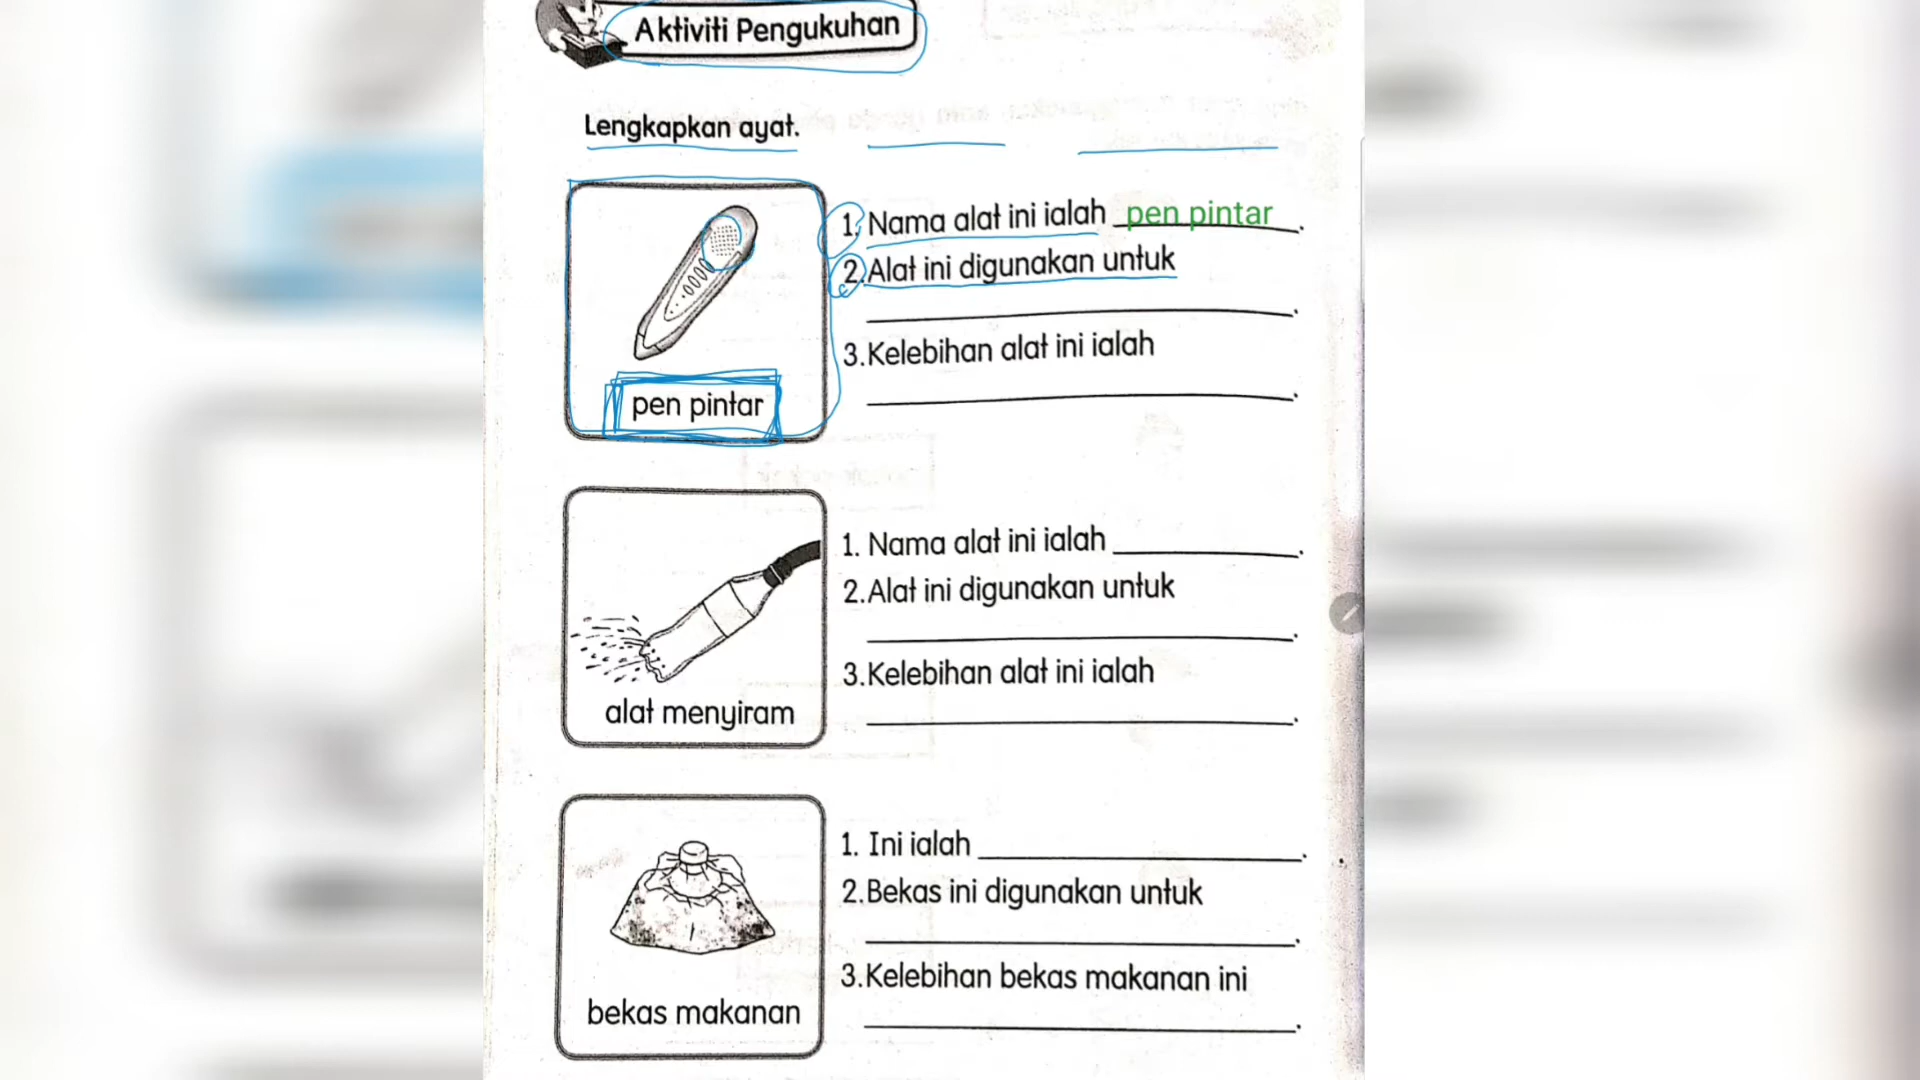 Aktiviti Pengukuhan
Lengkapkan ayat.
1. Nama alat ini ialah pen pintar.
2. Alat ini digunakan untuk
.
3. Kelebihan alat ini ialah
.
pen pintar
1. Nama alat ini ialah .
2. Alat ini digunakan untuk
.
3. Kelebihan alat ini ialah
.
alat menyiram
1. Ini ialah .
2. Bekas ini digunakan untuk
.
3. Kelebihan bekas makanan ini
.
bekas makanan